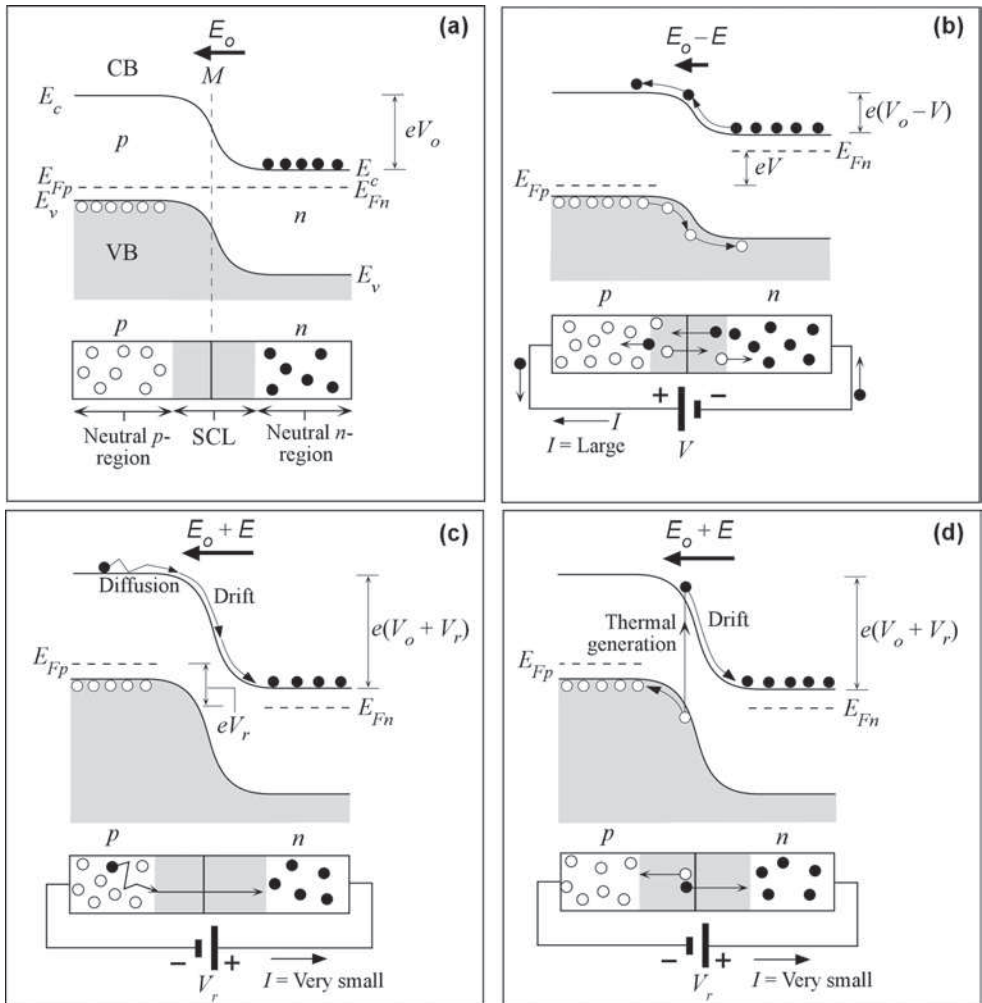 (a)
E_o
M
CB
E_c
eV_o
p
E_c
E_Fp
E_Fn
E_v
n
VB
E_v
p
n
Neutral p-region
SCL
Neutral n-region
(b)
E_o – E
e(V_o – V)
E_Fn
eV
E_Fp
p
n
+
–
I
I = Large
V
(c)
E_o + E
Diffusion
Drift
e(V_o + V_r)
E_Fp
eV_r
E_Fn
p
n
–
+
I = Very small
V_r
(d)
E_o + E
Thermal
generation
Drift
e(V_o + V_r)
E_Fp
E_Fn
p
n
–
+
I = Very small
V_r